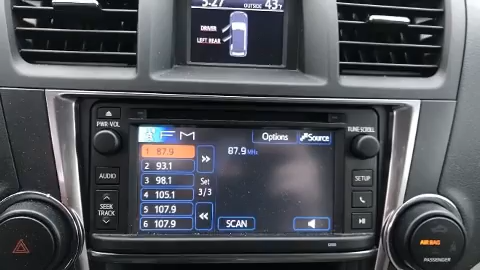 5:27 OUTSIDE 43°F
DRIVER
LEFT REAR
PWR·VOL
FM
Options
Source
TUNE·SCROLL
1 87.9
87.9 MHz
2 93.1
3 98.1
Set
3/3
4 105.1
5 107.9
6 107.9
SCAN
AUDIO
SETUP
SEEK
TRACK
AIR BAG
PASSENGER